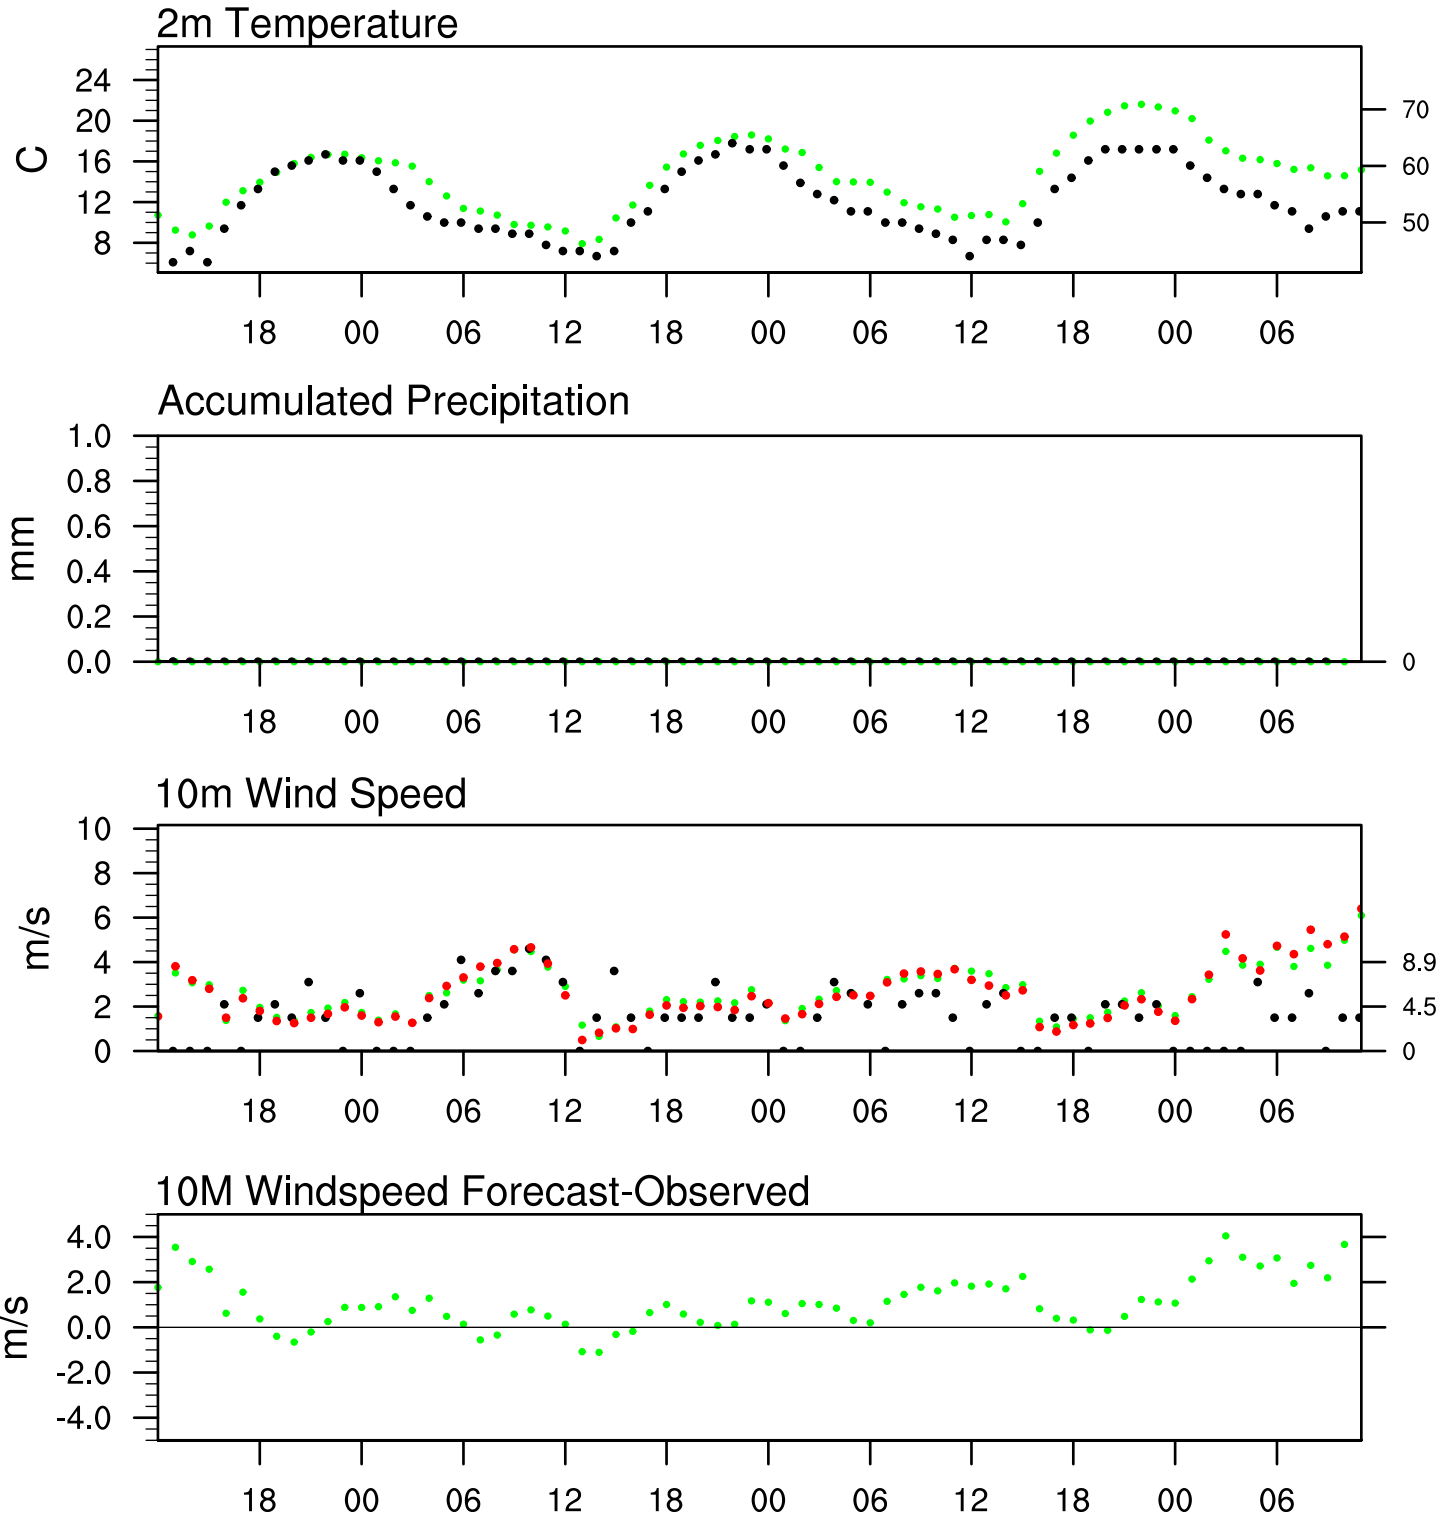 2m Temperature
24
20
16
12
8
C
70
60
50
18 00 06 12 18 00 06 12 18 00 06
Accumulated Precipitation
1.0
0.8
0.6
0.4
0.2
0.0
mm
0
18 00 06 12 18 00 06 12 18 00 06
10m Wind Speed
10
8
6
4
2
0
m/s
8.9
4.5
0
18 00 06 12 18 00 06 12 18 00 06
10M Windspeed Forecast-Observed
4.0
2.0
0.0
-2.0
-4.0
m/s
18 00 06 12 18 00 06 12 18 00 06